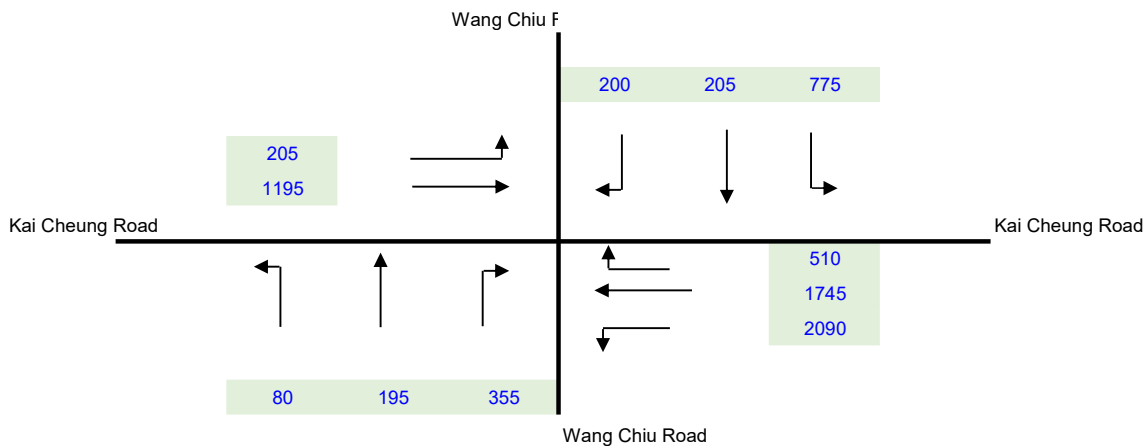 Wang Chiu F
200 205 775
205
1195
Kai Cheung Road Kai Cheung Road
510
1745
2090
80 195 355
Wang Chiu Road